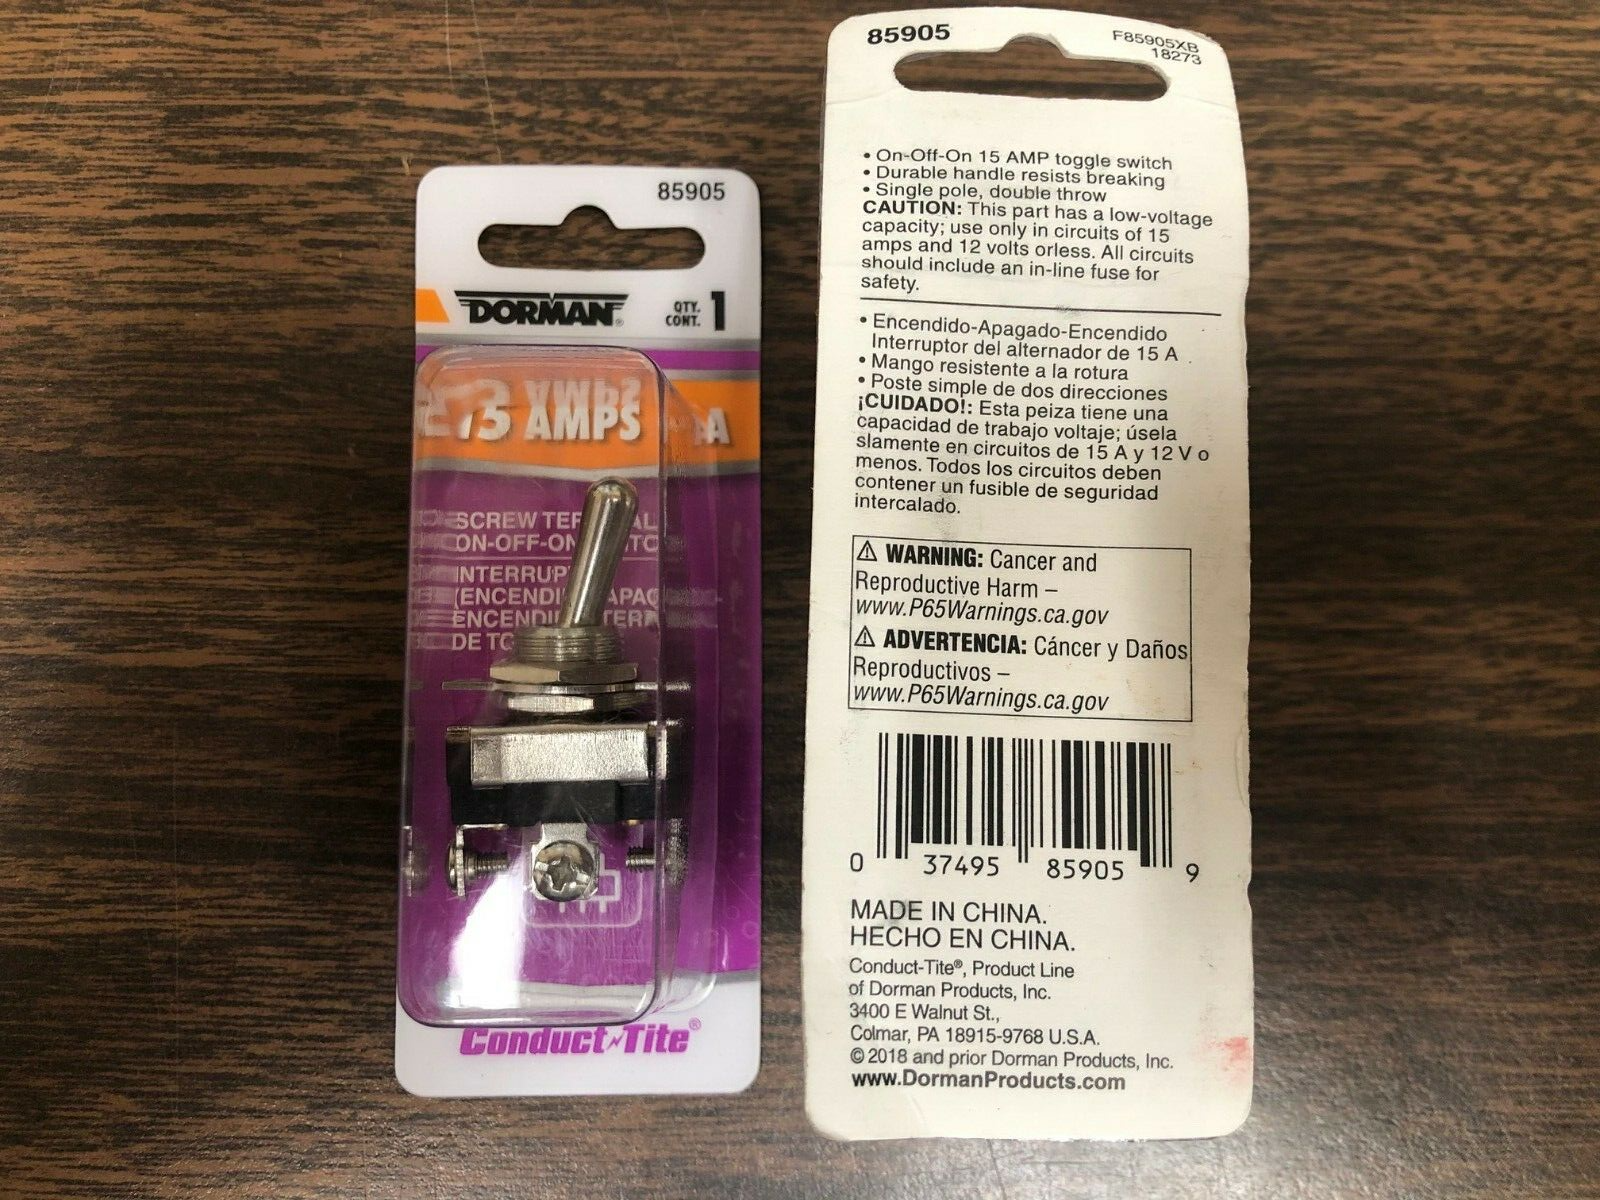 85905
DORMAN®
QTY.
CONT. 1
15 AMPS
A
SCREW
ON-OFF-ON
DE
Conduct-Tite®
85905
F85905XB
18273
• On-Off-On 15 AMP toggle switch
• Durable handle resists breaking
• Single pole, double throw
CAUTION: This part has a low-voltage
capacity; use only in circuits of 15
amps and 12 volts orless. All circuits
should include an in-line fuse for
safety.
• Encendido-Apagado-Encendido
Interruptor del alternador de 15 A .
• Mango resistente a la rotura
• Poste simple de dos direcciones
¡CUIDADO!: Esta peiza tiene una
capacidad de trabajo voltaje; úsela
slamente en circuitos de 15 A y 12 V o
menos. Todos los circuitos deben
contener un fusible de seguridad
intercalado.
⚠ WARNING: Cancer and
Reproductive Harm –
www.P65Warnings.ca.gov
⚠ ADVERTENCIA: Cáncer y Daños
Reproductivos –
www.P65Warnings.ca.gov
0 37495 85905 9
MADE IN CHINA.
HECHO EN CHINA.
Conduct-Tite®, Product Line
of Dorman Products, Inc.
3400 E Walnut St.,
Colmar, PA 18915-9768 U.S.A.
© 2018 and prior Dorman Products, Inc.
www.DormanProducts.com